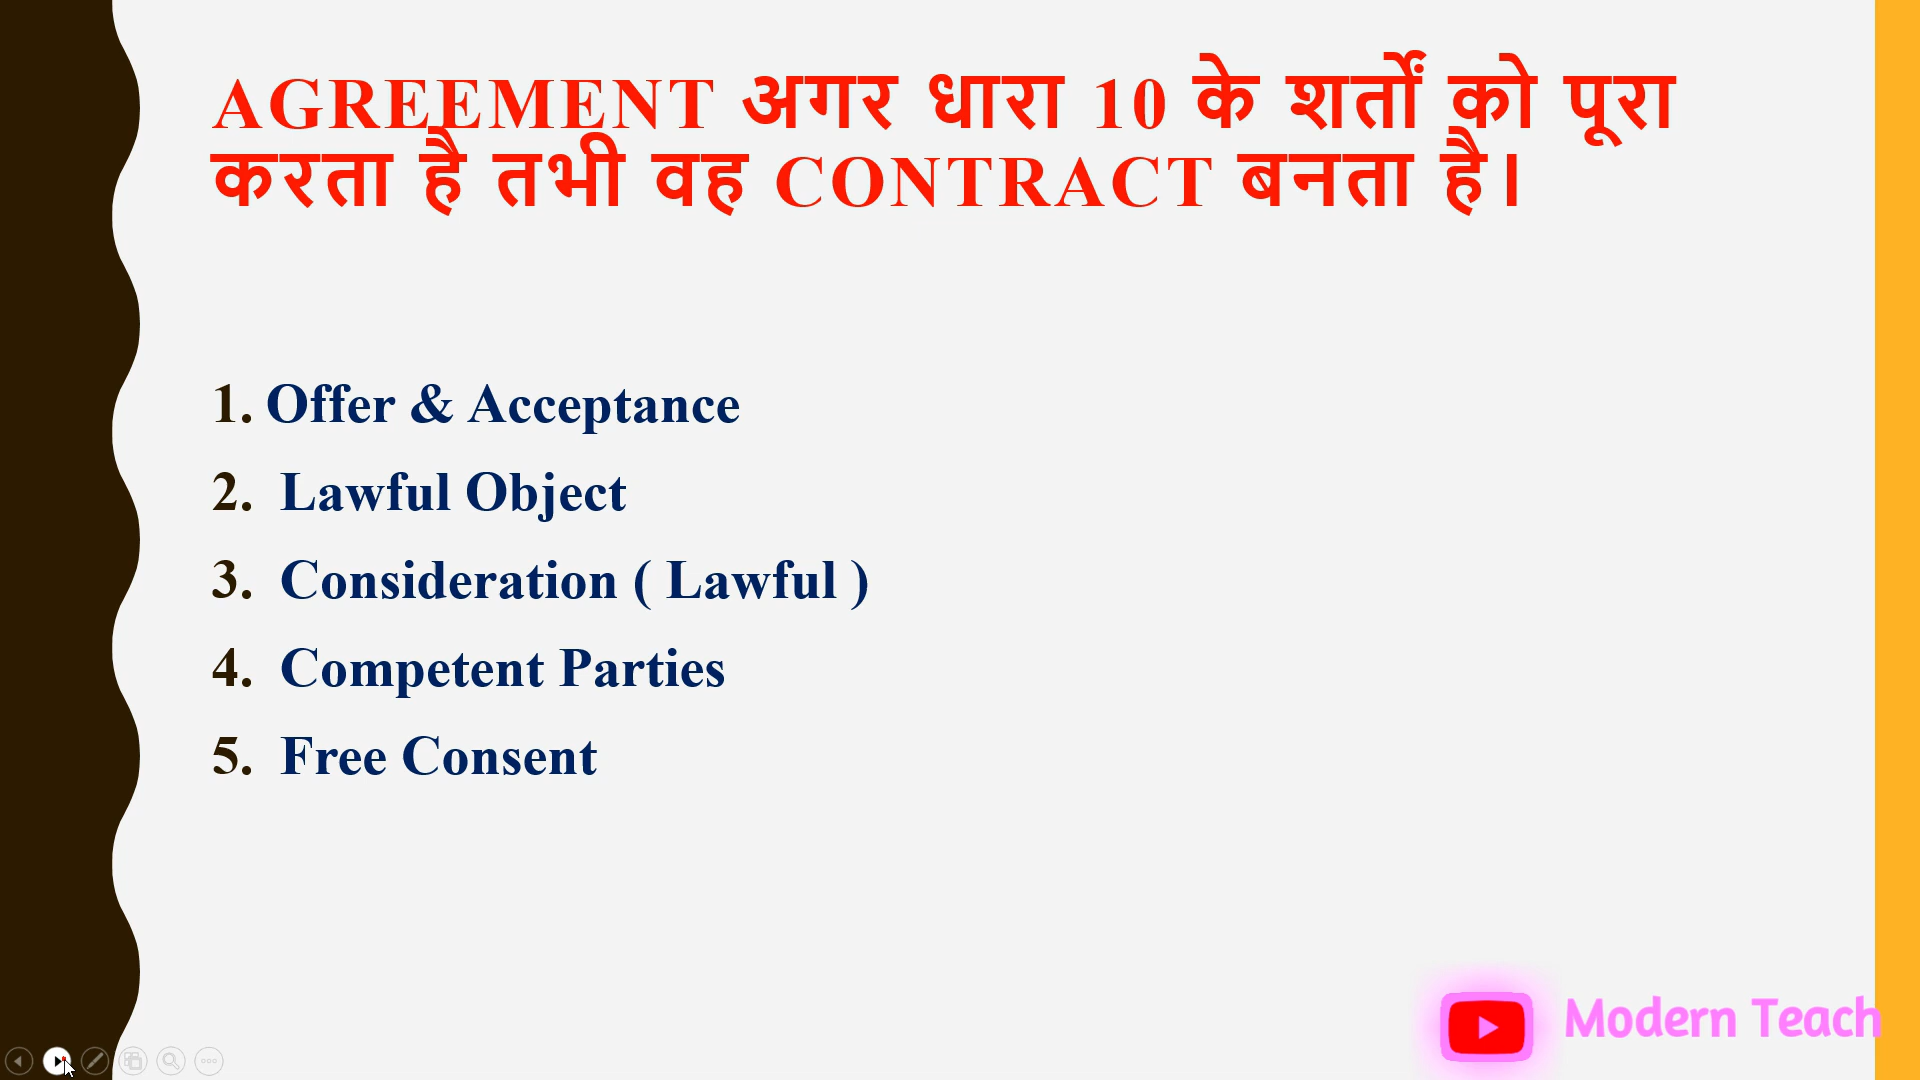 AGREEMENT अगर धारा 10 के शर्तों को पूरा
करता है तभी वह CONTRACT बनता है।
1. Offer & Acceptance
2. Lawful Object
3. Consideration ( Lawful )
4. Competent Parties
5. Free Consent
Modern Teach